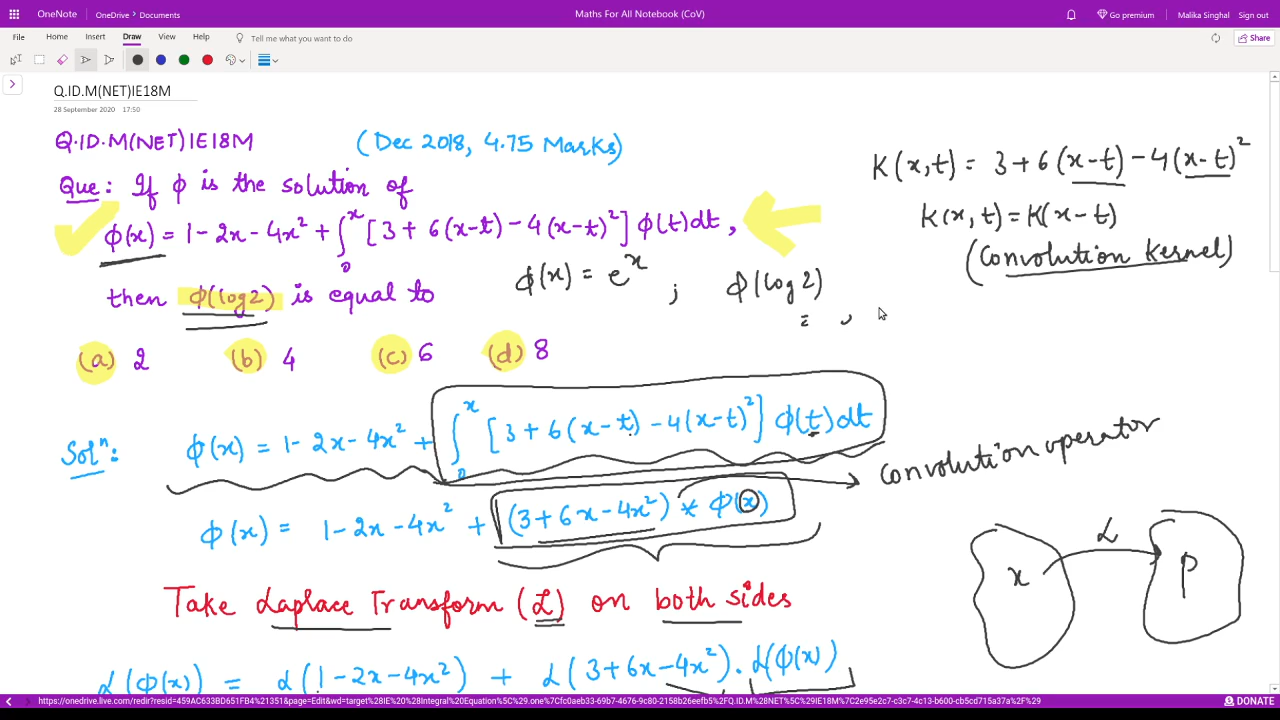 OneNote
OneDrive › Documents
Maths For All Notebook (CoV)
Go premium
Malika Singhal
Sign out
File Home Insert Draw View Help Tell me what you want to do
Share
Q.ID.M(NET)IE18M
28 September 2020 17:50
Q.ID.M(NET)IE18M (Dec 2018, 4.75 Marks)
K(x,t) = 3+6(x-t)-4(x-t)²
Que: If ϕ is the solution of
ϕ(x) = 1-2x-4x² + ∫₀ˣ [3+6(x-t)-4(x-t)²] ϕ(t)dt,
K(x,t) = K(x-t)
(Convolution Kernel)
ϕ(x) = eˣ ; ϕ(log2)
=
then ϕ(log2) is equal to
(a) 2 (b) 4 (c) 6 (d) 8
Solⁿ: ϕ(x) = 1-2x-4x² + ∫₀ˣ [3+6(x-t)-4(x-t)²] ϕ(t)dt
Convolution operator
ϕ(x) = 1-2x-4x² + (3+6x-4x²) * ϕ(x)
x L p
Take Laplace Transform (L) on both sides
L(ϕ(x)) = L(1-2x-4x²) + L(3+6x-4x²). L(ϕ(x))
DONATE